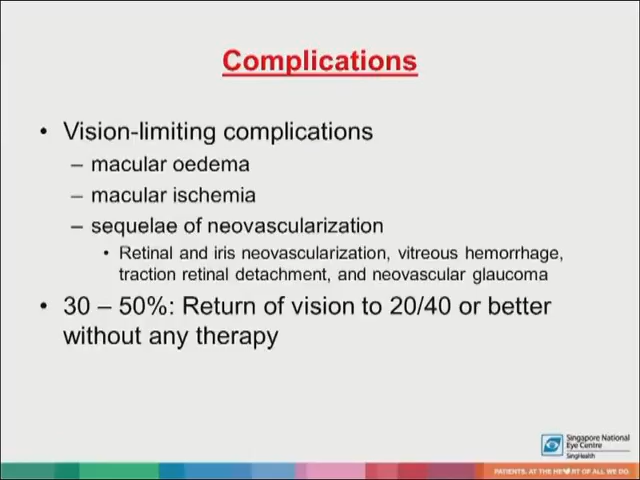 Complications
• Vision-limiting complications
– macular oedema
– macular ischemia
– sequelae of neovascularization
• Retinal and iris neovascularization, vitreous hemorrhage,
traction retinal detachment, and neovascular glaucoma
• 30 – 50%: Return of vision to 20/40 or better
without any therapy
Singapore National
Eye Centre
SingHealth
PATIENTS. AT THE HE♥RT OF ALL WE DO.